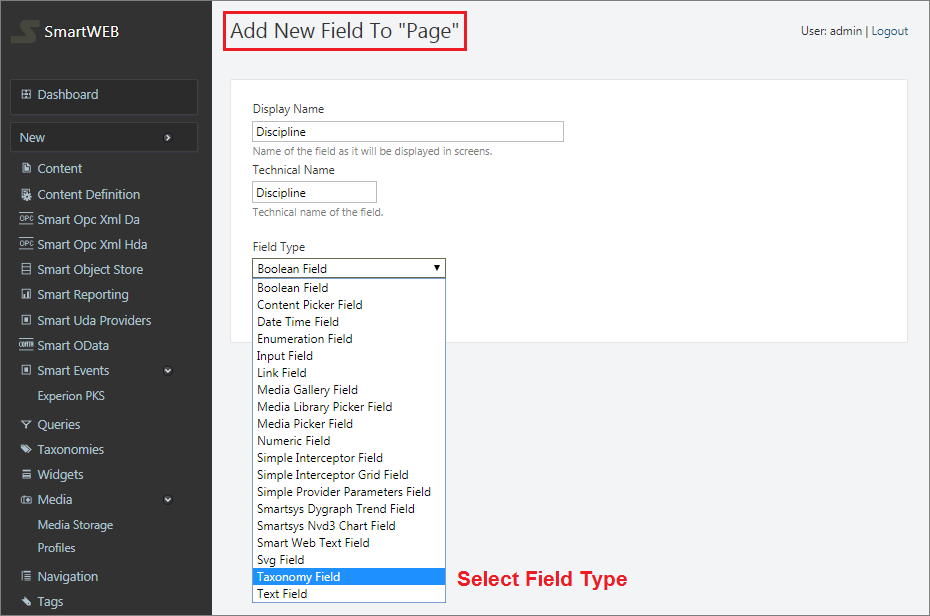 SmartWEB
Add New Field To "Page"
User: admin | Logout
Dashboard
New
Content
Content Definition
OPC Smart Opc Xml Da
OPC Smart Opc Xml Hda
Smart Object Store
Smart Reporting
Smart Uda Providers
Smart OData
Smart Events
Experion PKS
Queries
Taxonomies
Widgets
Media
Media Storage
Profiles
Navigation
Tags
Display Name
Discipline
Name of the field as it will be displayed in screens.
Technical Name
Discipline
Technical name of the field.
Field Type
Boolean Field
Boolean Field
Content Picker Field
Date Time Field
Enumeration Field
Input Field
Link Field
Media Gallery Field
Media Library Picker Field
Media Picker Field
Numeric Field
Simple Interceptor Field
Simple Interceptor Grid Field
Simple Provider Parameters Field
Smartsys Dygraph Trend Field
Smartsys Nvd3 Chart Field
Smart Web Text Field
Svg Field
Taxonomy Field
Select Field Type
Text Field